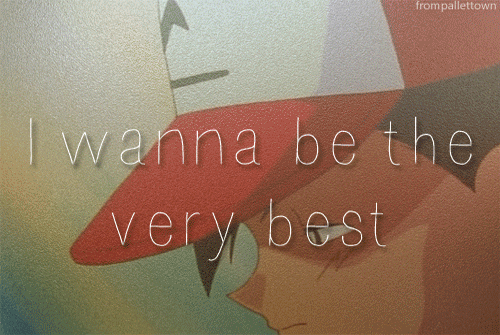 frompallettown
I wanna be the
very best